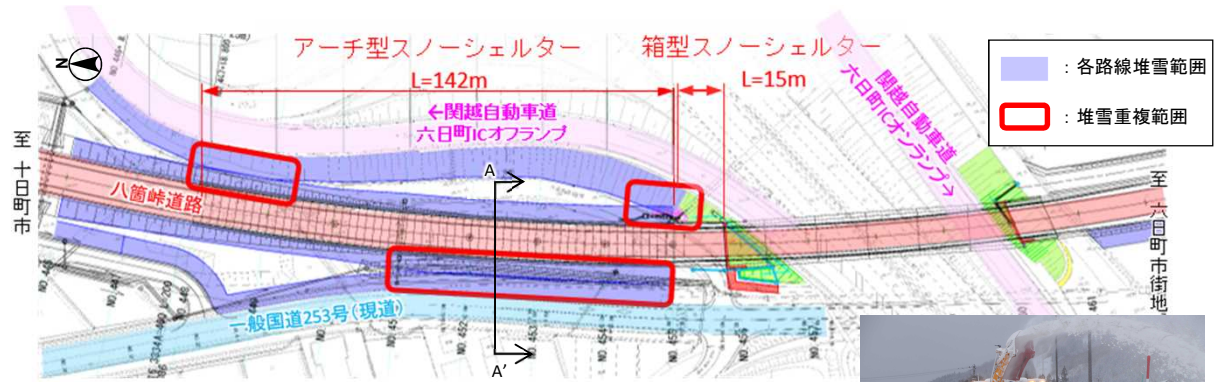 アーチ型スノーシェルター
箱型スノーシェルター
L=142m
L=15m
N
←関越自動車道
六日町ICオフランプ
関越自動車道
六日町ICオンランプ→
：各路線堆雪範囲
：堆雪重複範囲
至 十日町市
八箇峠道路
A
A'
至 六日町市街地
一般国道253号(現道)